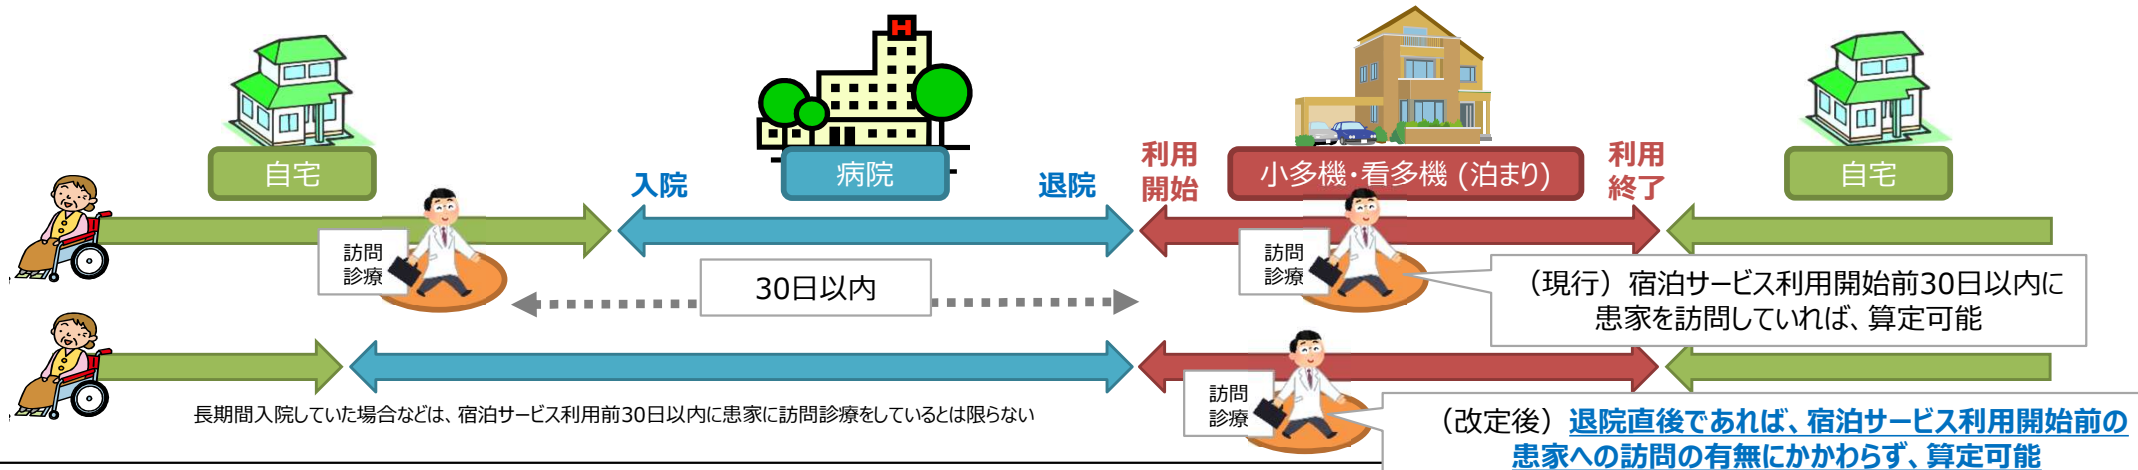 H
自宅
病院
小多機・看多機 (泊まり)
自宅
入院
退院
利用
開始
利用
終了
訪問
診療
30日以内
訪問
診療
（現行）宿泊サービス利用開始前30日以内に
患家を訪問していれば、算定可能
長期間入院していた場合などは、宿泊サービス利用前30日以内に患家に訪問診療をしているとは限らない
訪問
診療
（改定後）退院直後であれば、宿泊サービス利用開始前の
患家への訪問の有無にかかわらず、算定可能